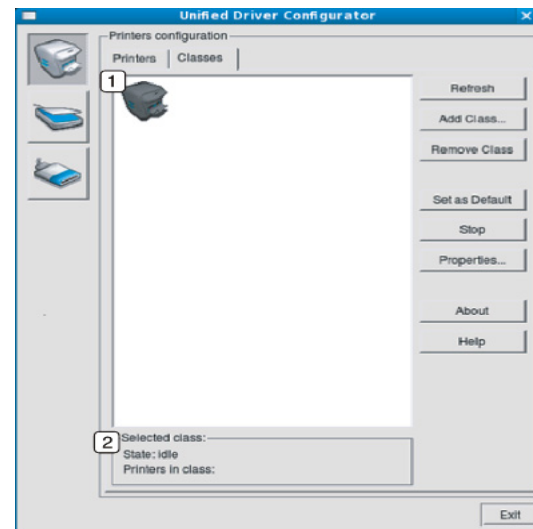 Unified Driver Configurator
Printers configuration
Printers Classes
1
Refresh
Add Class...
Remove Class
Set as Default
Stop
Properties...
About
Help
2
Selected class:
State: idle
Printers in class:
Exit